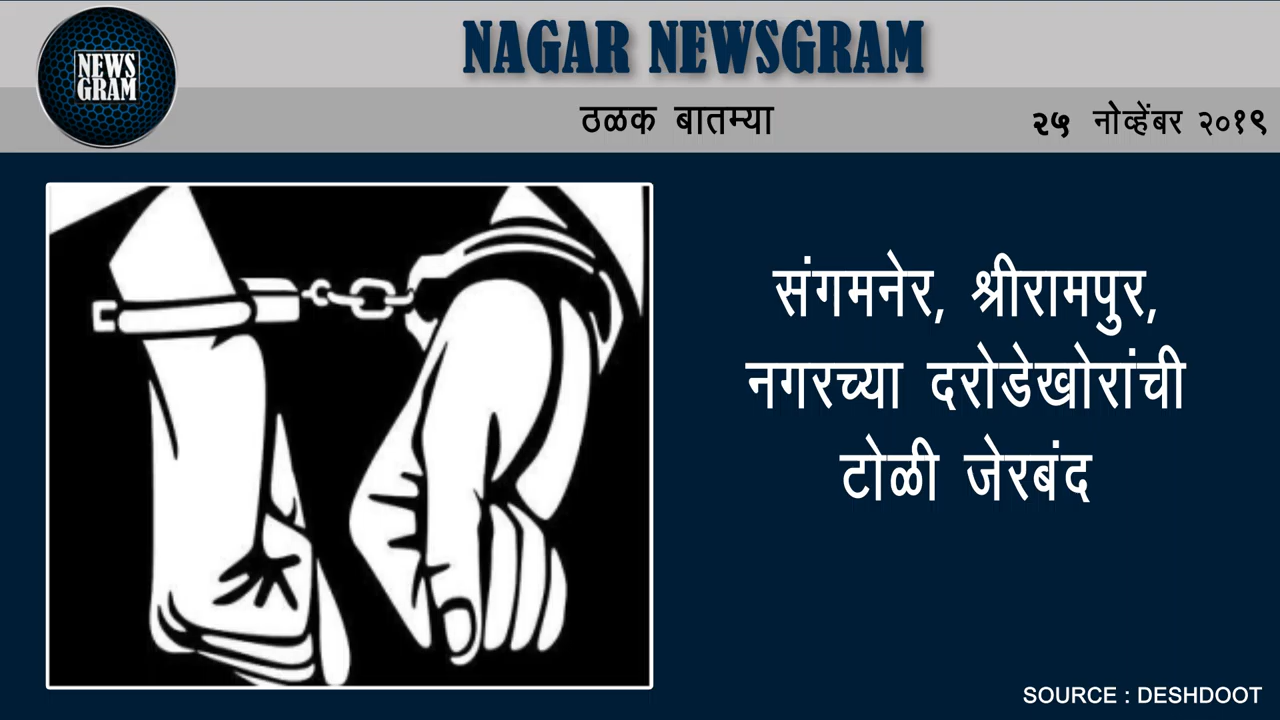 NEWS
GRAM
NAGAR NEWSGRAM
ठळक बातम्या
२५ नोव्हेंबर २०१९
संगमनेर, श्रीरामपुर,
नगरच्या दरोडेखोरांची
टोळी जेरबंद
SOURCE : DESHDOOT